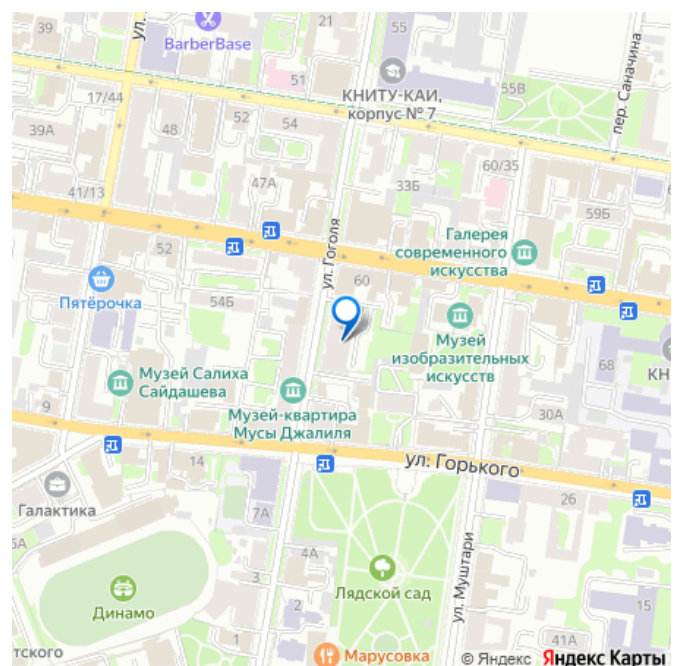 39
21
55
ул.
BarberBase
51
КНИТУ-КАИ,
корпус № 7
55В
пер. Саначина
17/44
52
54
48
39А
60/35
47А
33Б
41/13
59Б
ул. Гоголя
Галерея
современного
искусства
52
60
Пятёрочка
54Б
Музей
изобразительных
искусств
68
КН
Музей Салиха
Сайдашева
9
Музей-квартира
Мусы Джалиля
30А
ул. Горького
14
26
Галактика
7А
5А
4А
3
Лядской сад
ул. Муштари
Динамо
2
15
1
41А
тского
Марусовка
© Яндекс Яндекс Карты